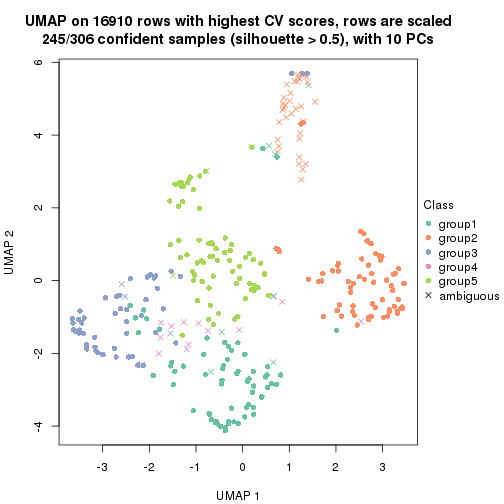 UMAP on 16910 rows with highest CV scores, rows are scaled
245/306 confident samples (silhouette > 0.5), with 10 PCs
6
4
2
0
-2
-4
UMAP 2
-3
-2
-1
0
1
2
3
UMAP 1
Class
group1
group2
group3
group4
group5
ambiguous